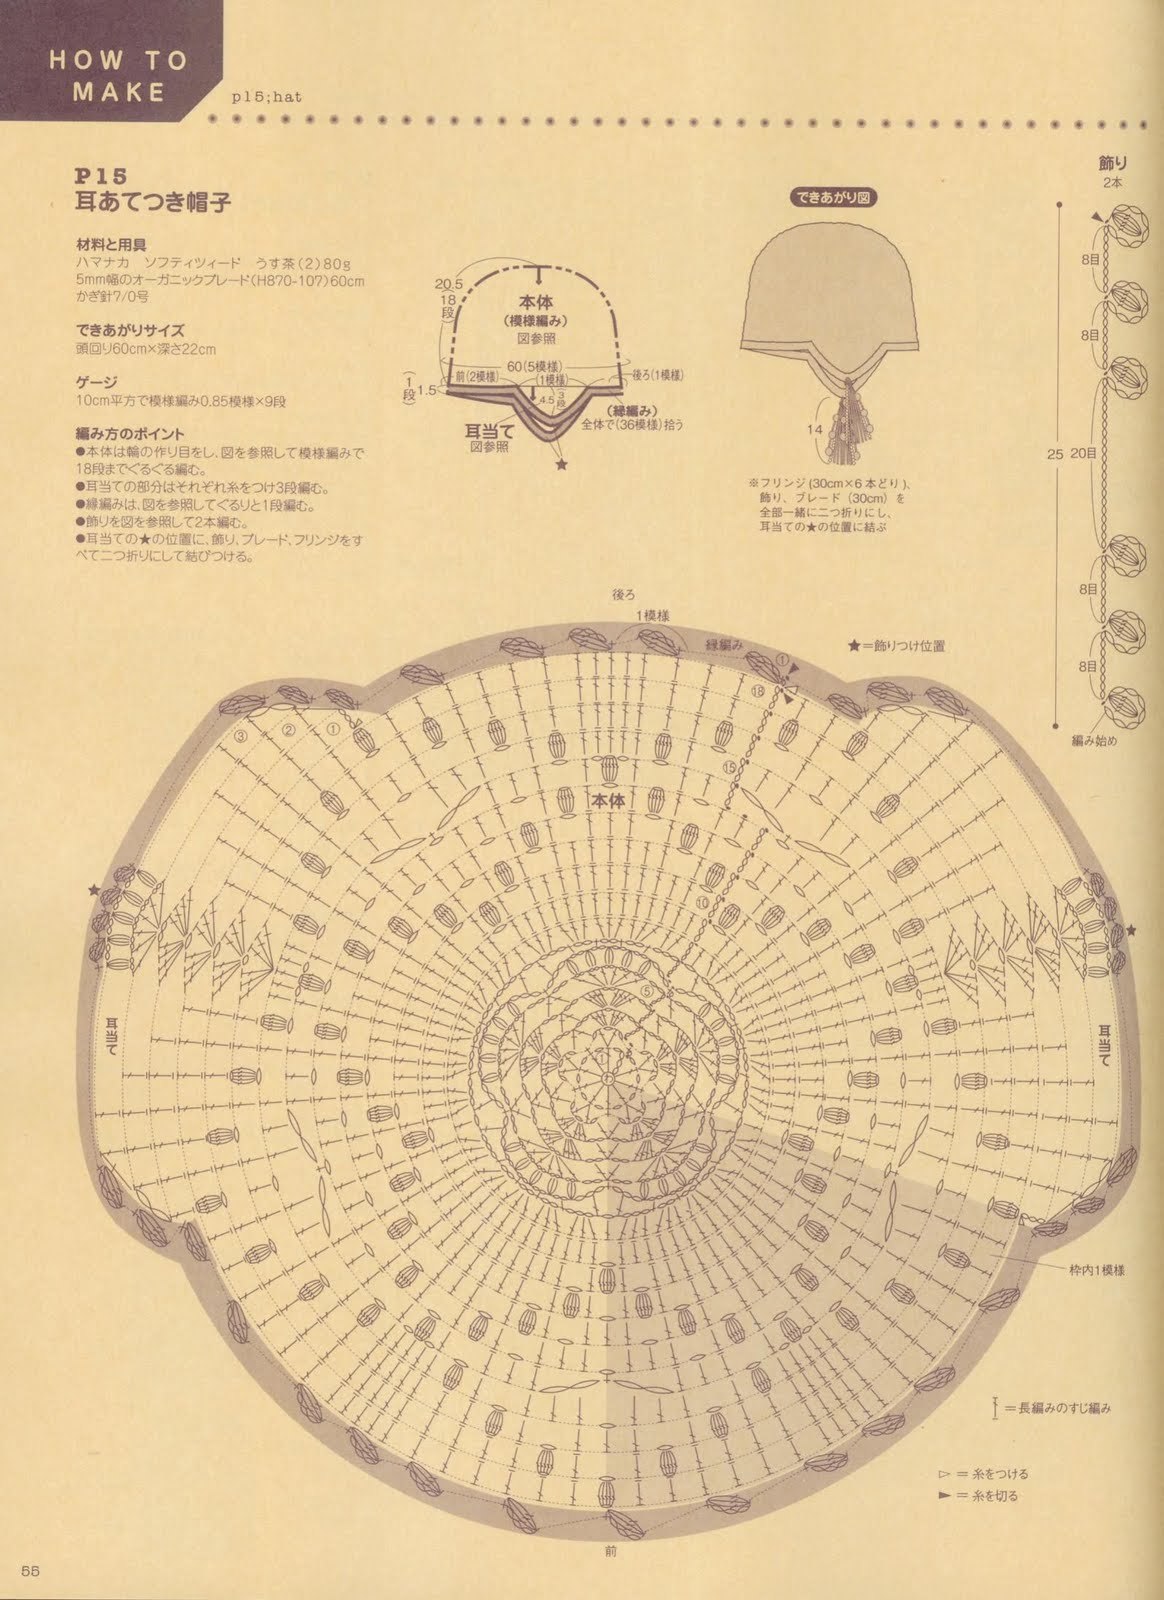 HOW TO
MAKE
p15;hat
P15
耳あてつき帽子
材料と用具
ハマナカ　ソフティツィード　うす茶(2)80g
5mm幅のオーガニックブレード(H870-107)60cm
かぎ針7/0号
できあがりサイズ
頭回り60cm×深さ22cm
ゲージ
10cm平方で模様編み0.85模様×9段
編み方のポイント
●本体は輪の作り目をし、図を参照して模様編みで
18段までぐるぐる編む。
●耳当ての部分はそれぞれ糸をつけ3段編む。
●縁編みは、図を参照してぐるりと1段編む。
●飾りを図を参照して2本編む。
●耳当ての★の位置に、飾り、ブレード、フリンジをす
べて二つ折りにして結びつける。
20.5
(18段)
本体
(模様編み)
図参照
60(5模様)
前(2模様)
(1模様)
後ろ(1模様)
(1段)
1.5
4.5
(3段)
(縁編み)
全体で(36模様)拾う
耳当て
図参照
★
できあがり図
14
※フリンジ(30cm×6本どり)、
飾り、ブレード(30cm)を
全部一緒に二つ折りにし、
耳当ての★の位置に結ぶ
飾り
2本
8目
8目
25
20目
8目
8目
編み始め
後ろ
1模様
縁編み
★=飾りつけ位置
①
⑱
③
②
①
⑮
本体
⑩
★
★
⑤
耳当て
耳当て
枠内1模様
=長編みのすじ編み
▷ = 糸をつける
► = 糸を切る
前
55